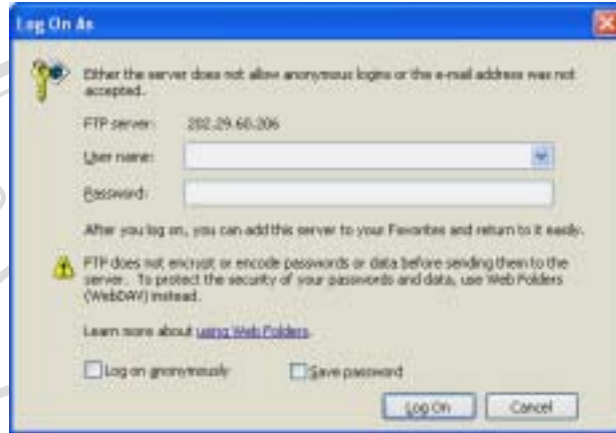 Log On As
Either the server does not allow anonymous logins or the e-mail address was not
accepted.
FTP server: 202.29.60.206
User name:
Password:
After you log on, you can add this server to your Favorites and return to it easily.
FTP does not encrypt or encode passwords or data before sending them to the
server. To protect the security of your passwords and data, use Web Folders
(WebDAV) instead.
Learn more about using Web Folders.
Log on anonymously Save password
Log On Cancel